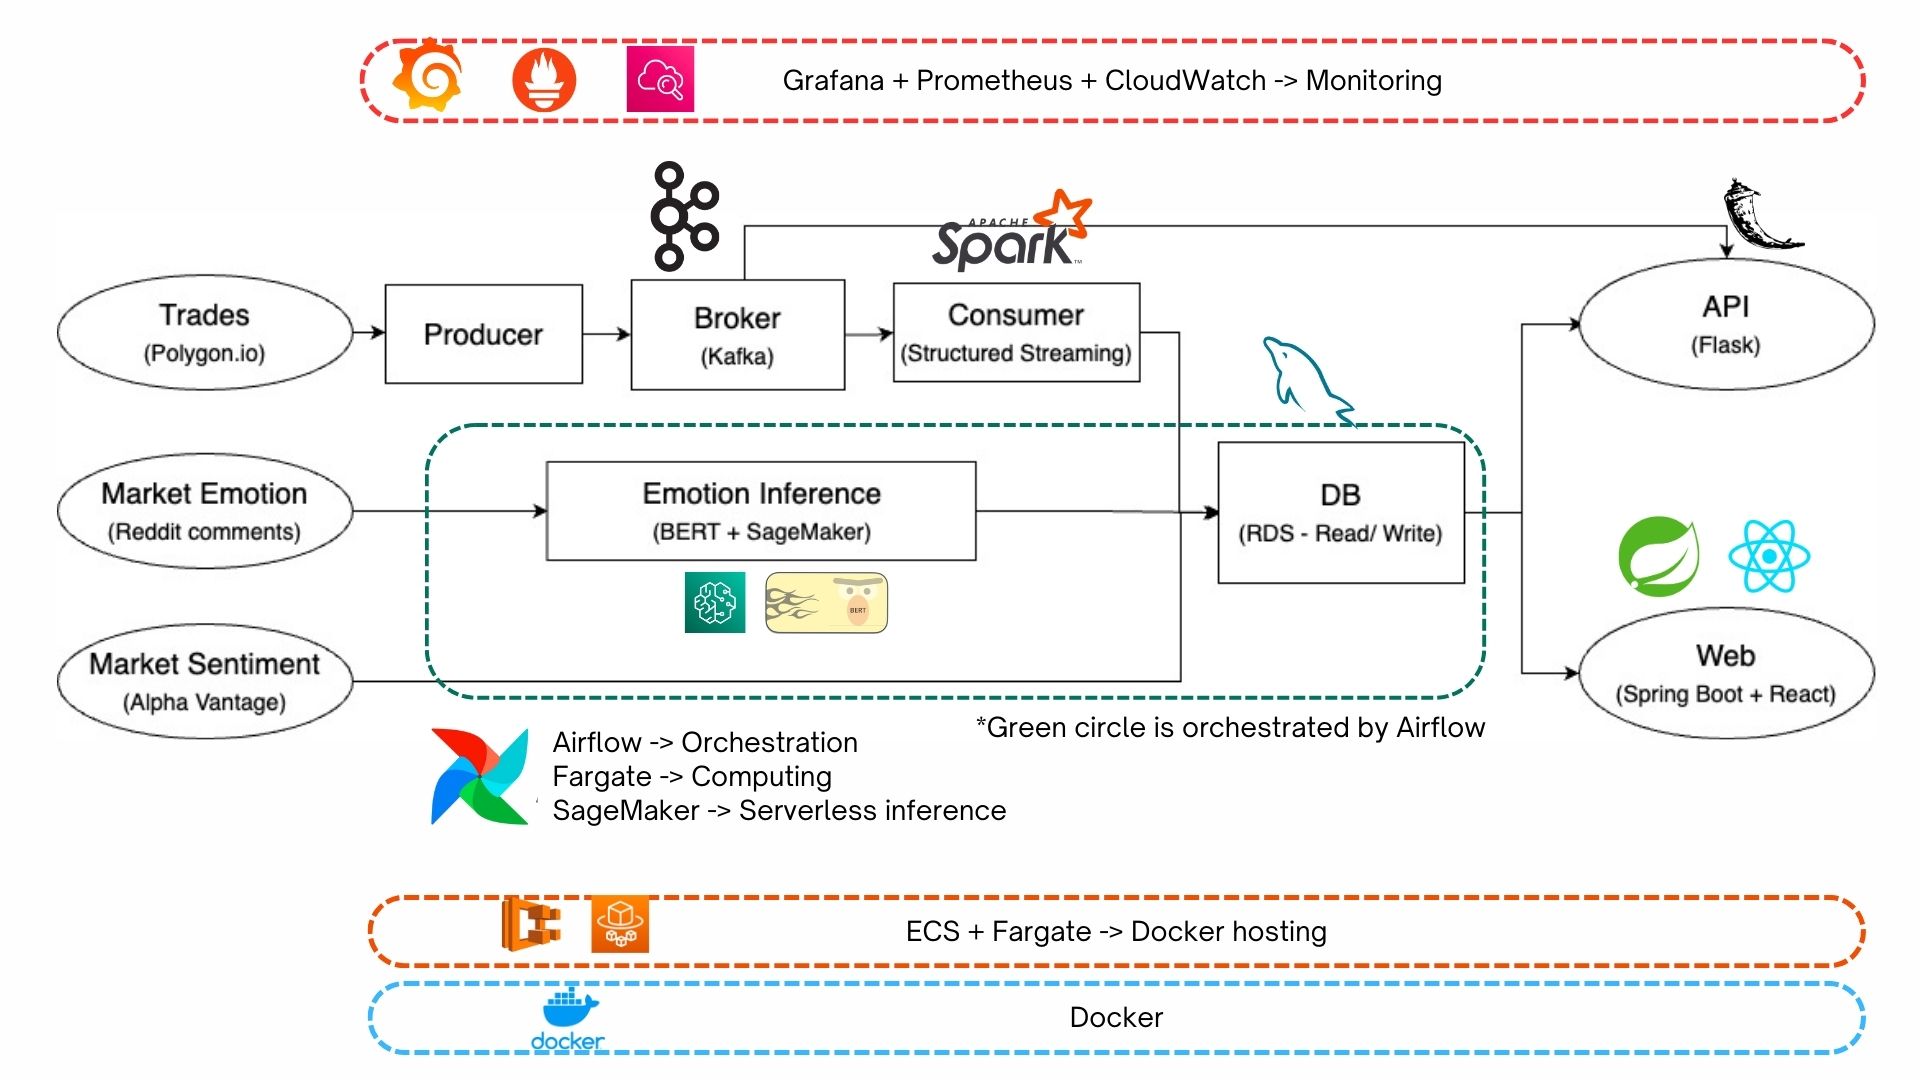 Grafana + Prometheus + CloudWatch -> Monitoring
APACHE
Spark™
Trades
(Polygon.io)
Producer
Broker
(Kafka)
Consumer
(Structured Streaming)
API
(Flask)
Market Emotion
(Reddit comments)
Emotion Inference
(BERT + SageMaker)
BERT
DB
(RDS - Read/ Write)
Market Sentiment
(Alpha Vantage)
Web
(Spring Boot + React)
*Green circle is orchestrated by Airflow
Airflow -> Orchestration
Fargate -> Computing
SageMaker -> Serverless inference
ECS + Fargate -> Docker hosting
docker
Docker